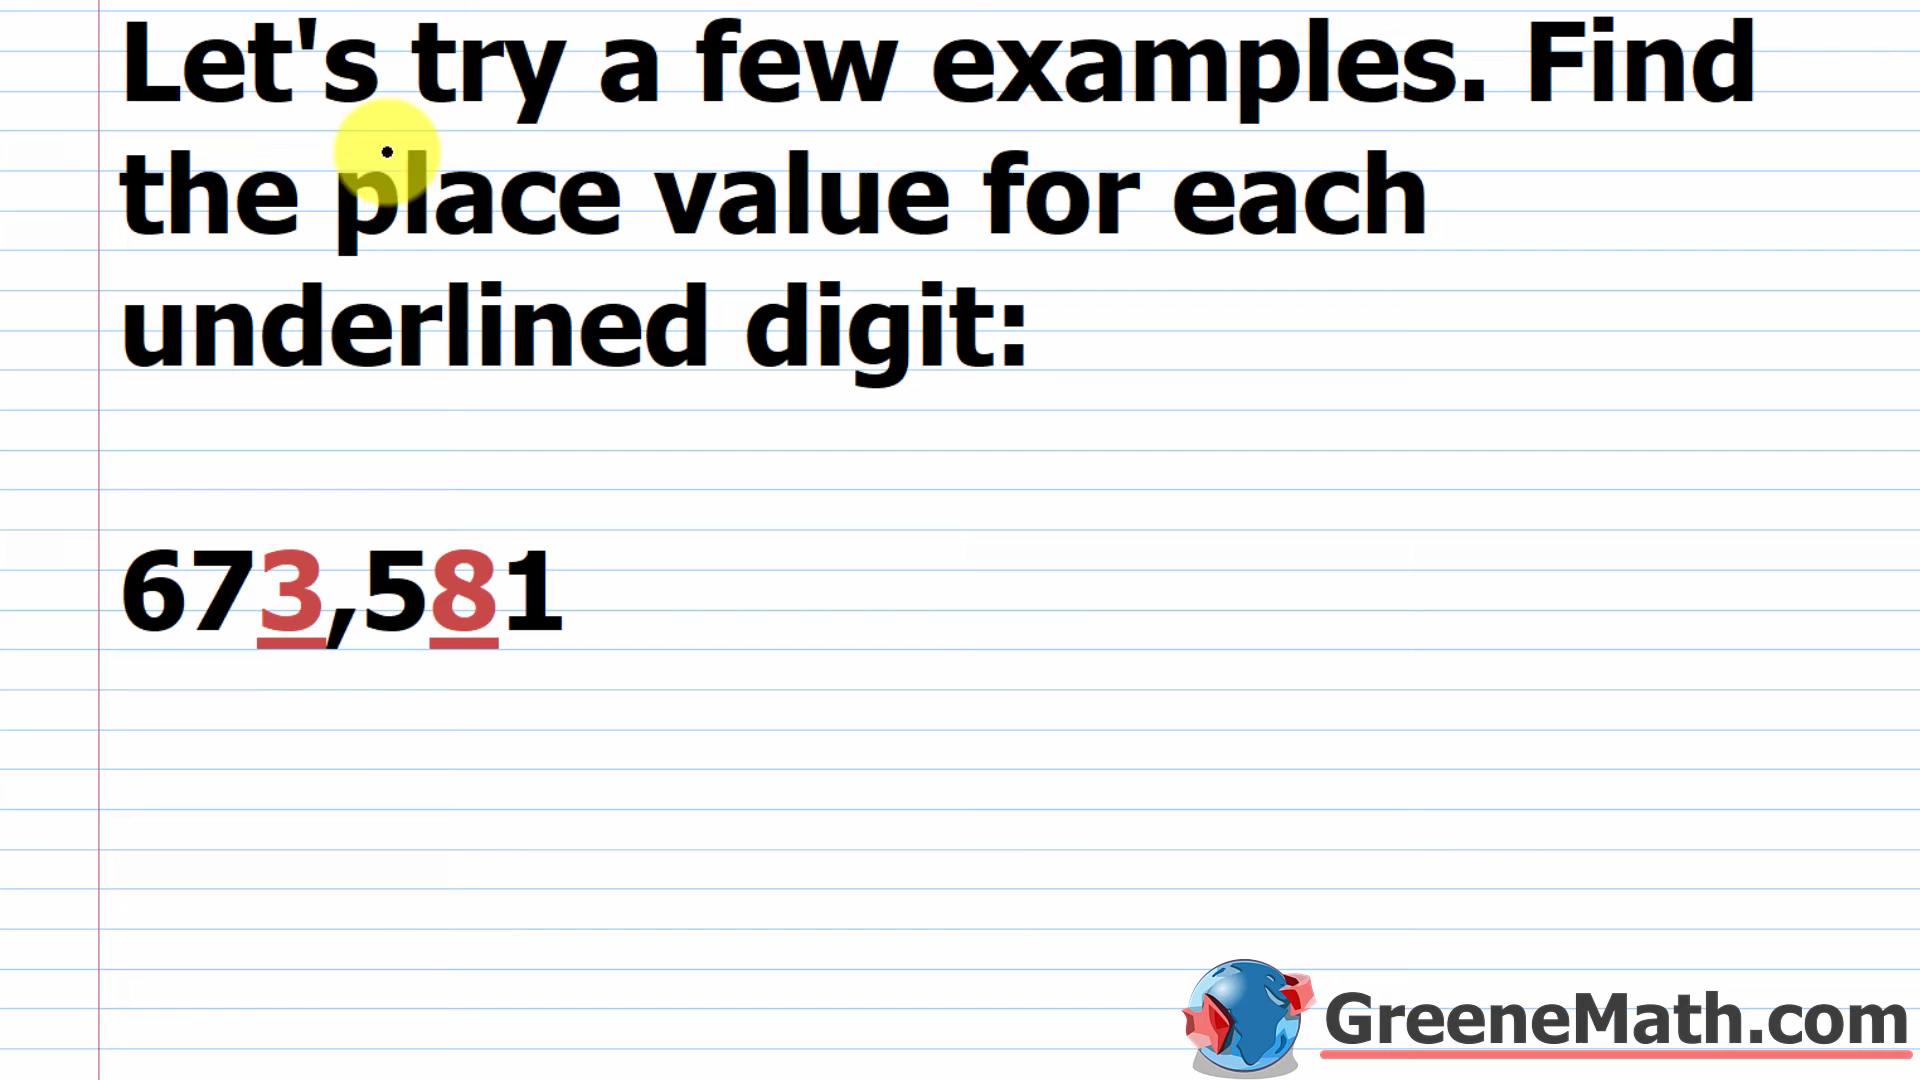 Let's try a few examples. Find
the place value for each
underlined digit:
673,581
GreeneMath.com